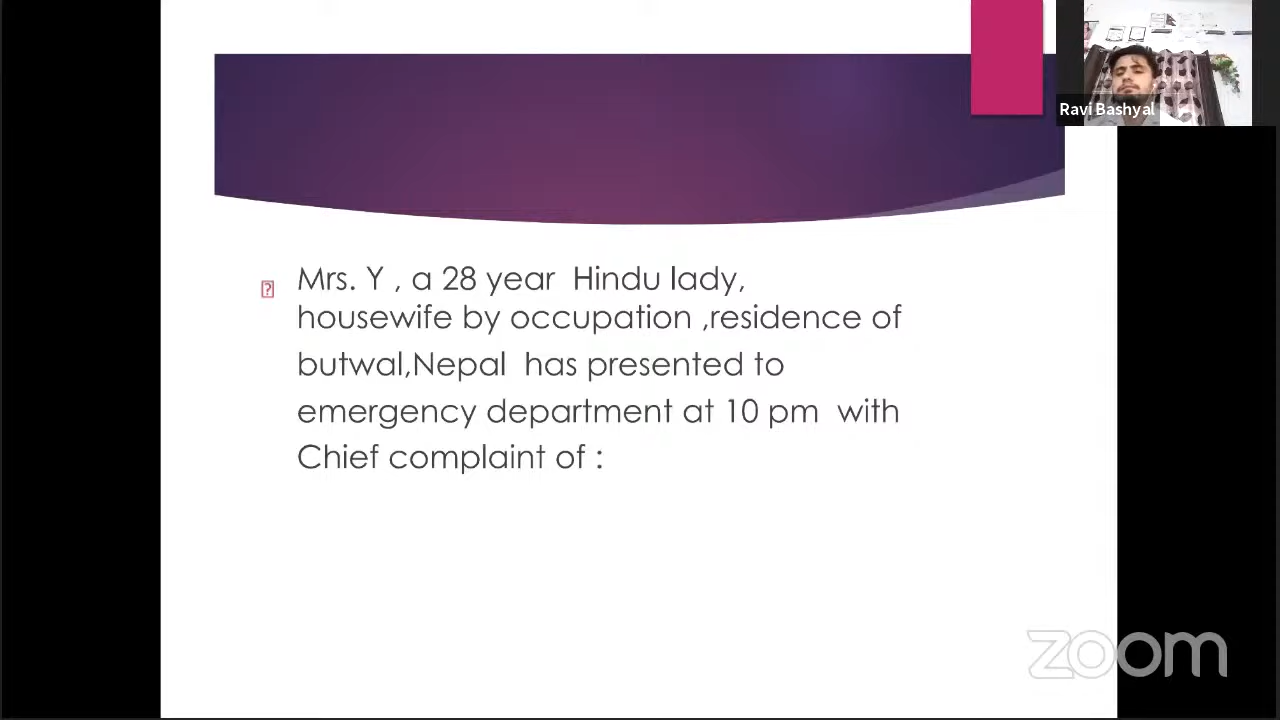 Ravi Bashyal
Mrs. Y , a 28 year  Hindu lady,
housewife by occupation ,residence of
butwal,Nepal  has presented to
emergency department at 10 pm  with
Chief complaint of :
zoom